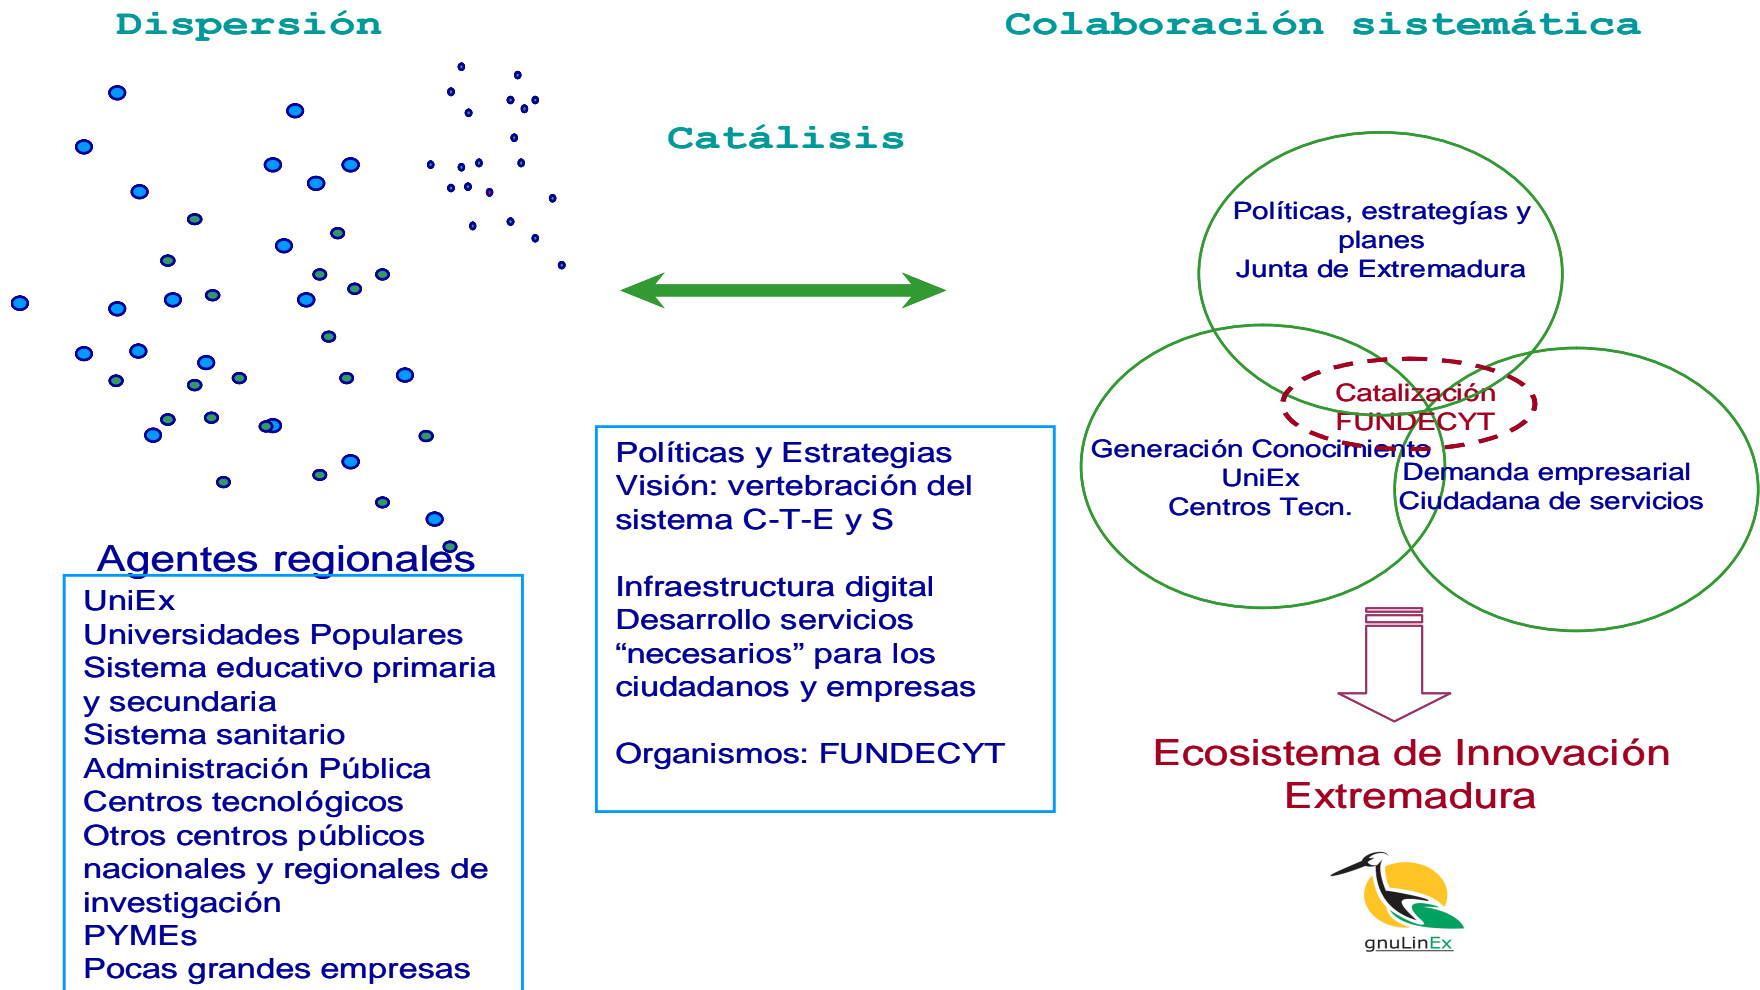 Dispersión
Colaboración sistemática
Catálisis
Políticas, estrategías y
planes
Junta de Extremadura
Catalización
FUNDECYT
Generación Conocimiento
UniEx
Centros Tecn.
Demanda empresarial
Ciudadana de servicios
Políticas y Estrategias
Visión: vertebración del
sistema C-T-E y S
Infraestructura digital
Desarrollo servicios
“necesarios” para los
ciudadanos y empresas
Organismos: FUNDECYT
Agentes regionales
UniEx
Universidades Populares
Sistema educativo primaria
y secundaria
Sistema sanitario
Administración Pública
Centros tecnológicos
Otros centros públicos
nacionales y regionales de
investigación
PYMEs
Pocas grandes empresas
Ecosistema de Innovación
Extremadura
gnuLinEx